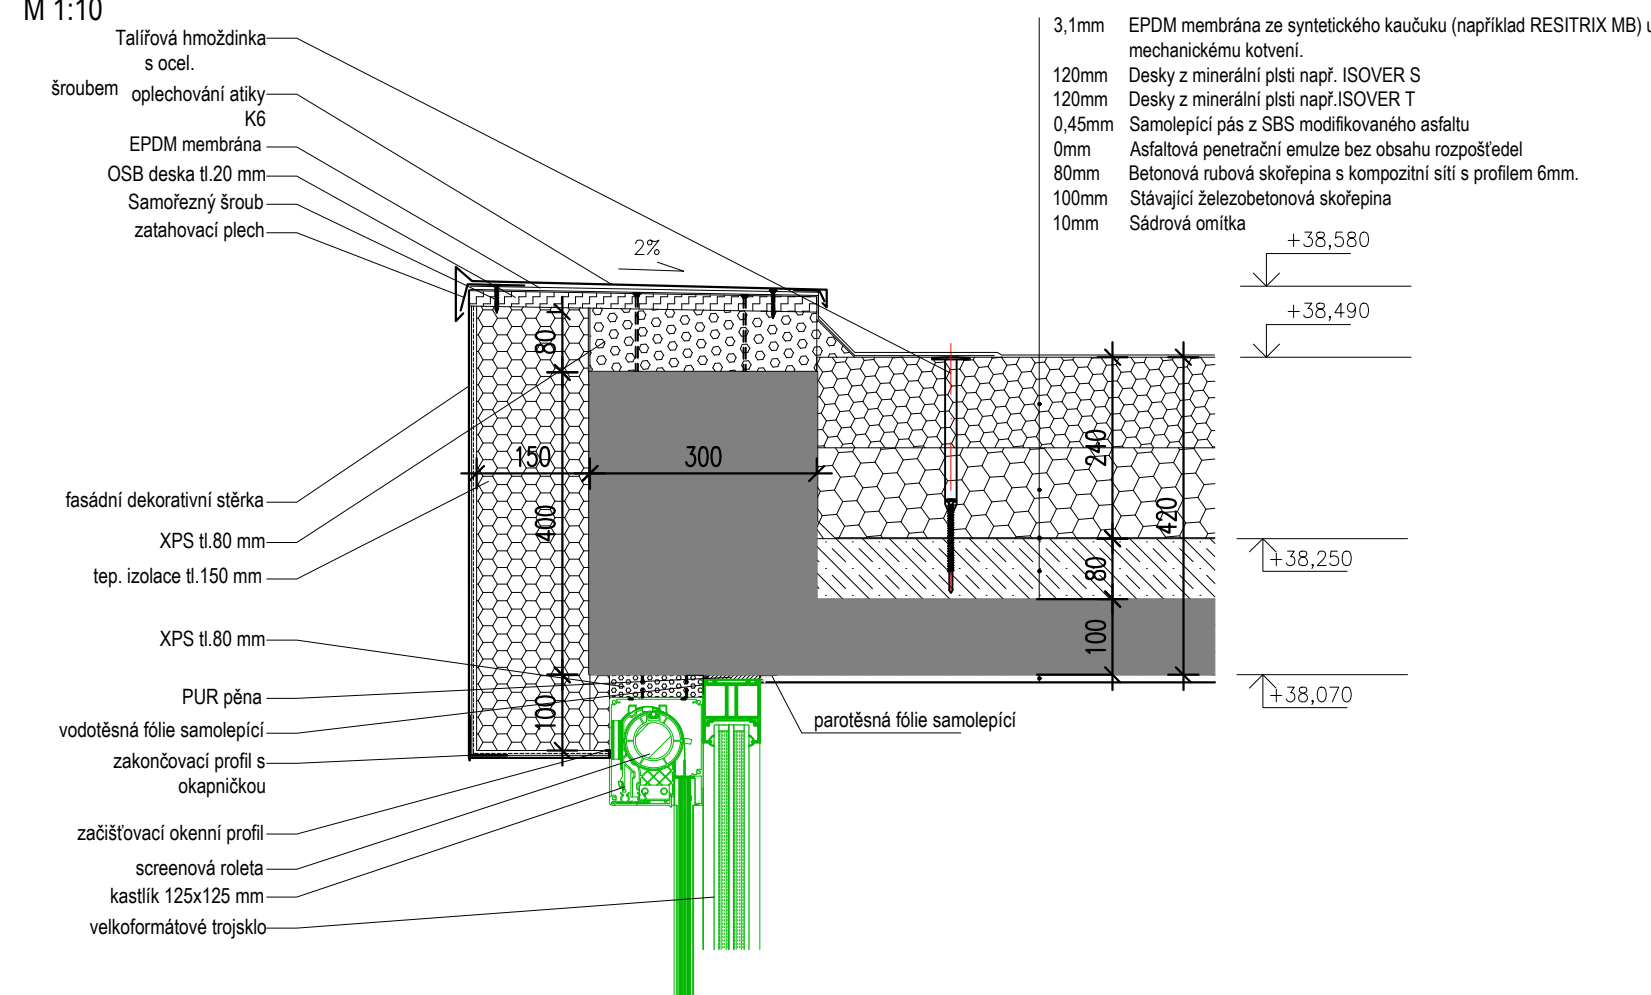 M 1:10
Talířová hmoždinka
s ocel.
šroubem
oplechování atiky
K6
EPDM membrána
OSB deska tl.20 mm
Samořezný šroub
zatahovací plech
fasádní dekorativní stěrka
XPS tl.80 mm
tep. izolace tl.150 mm
XPS tl.80 mm
PUR pěna
vodotěsná fólie samolepící
zakončovací profil s
okapničkou
začišťovací okenní profil
screenová roleta
kastlík 125x125 mm
velkoformátové trojsklo
3,1mm EPDM membrána ze syntetického kaučuku (například RESITRIX MB)
mechanickému kotvení.
120mm Desky z minerální plsti např. ISOVER S
120mm Desky z minerální plsti např.ISOVER T
0,45mm Samolepící pás z SBS modifikovaného asfaltu
0mm Asfaltová penetrační emulze bez obsahu rozpošťedel
80mm Betonová rubová skořepina s kompozitní sítí s profilem 6mm.
100mm Stávající železobetonová skořepina
10mm Sádrová omítka
2%
80
150
300
400
100
240
420
80
100
+38,580
+38,490
+38,250
+38,070
parotěsná fólie samolepící